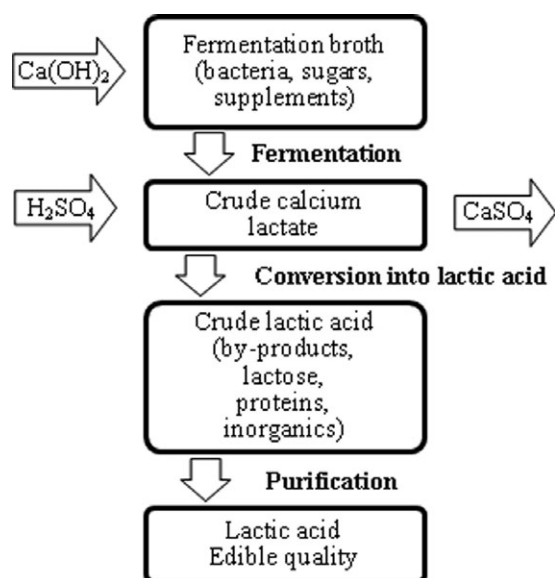 Ca(OH)₂
Fermentation broth
(bacteria, sugars,
supplements)
Fermentation
H₂SO₄
Crude calcium
lactate
CaSO₄
Conversion into lactic acid
Crude lactic acid
(by-products,
lactose,
proteins,
inorganics)
Purification
Lactic acid
Edible quality